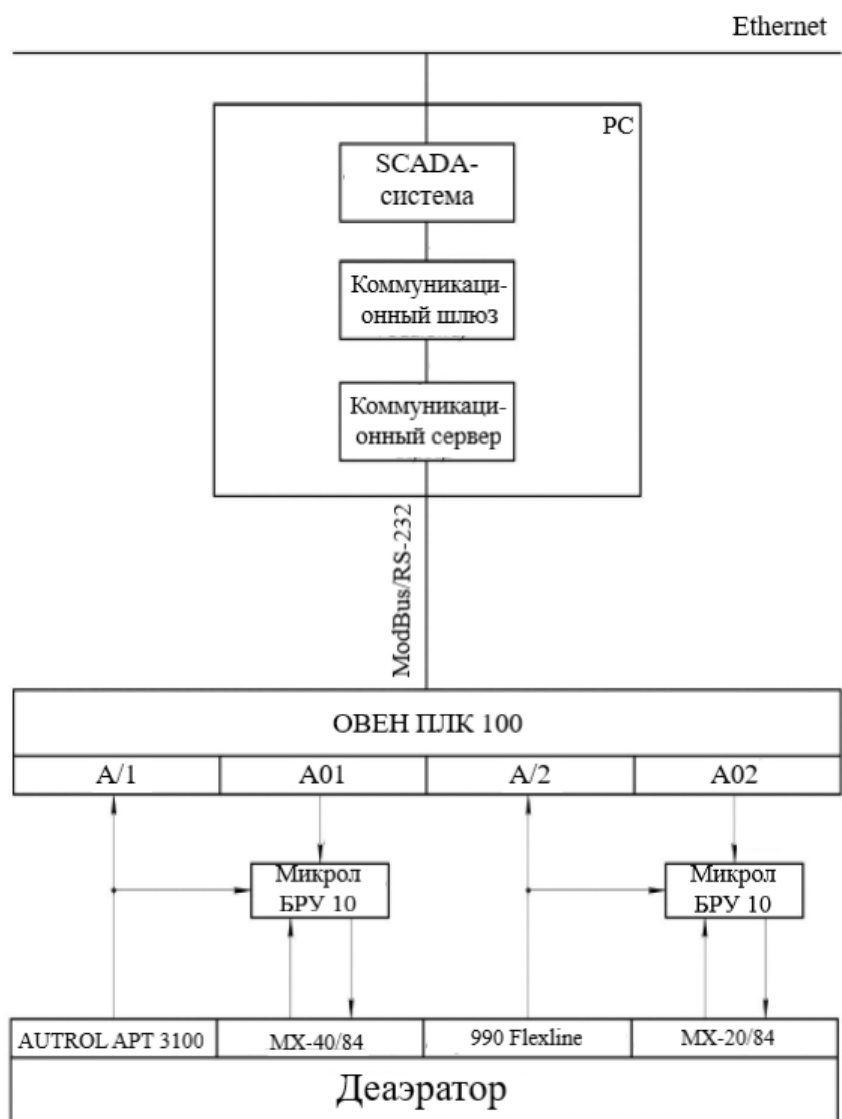 Ethernet
PC
SCADA-
система
Коммуникаци-
онный шлюз
Коммуникаци-
онный сервер
ModBus/RS-232
ОВЕН ПЛК 100
A/1
A01
A/2
A02
Микрол
БРУ 10
Микрол
БРУ 10
AUTROL APT 3100
MX-40/84
990 Flexline
MX-20/84
Деаэратор